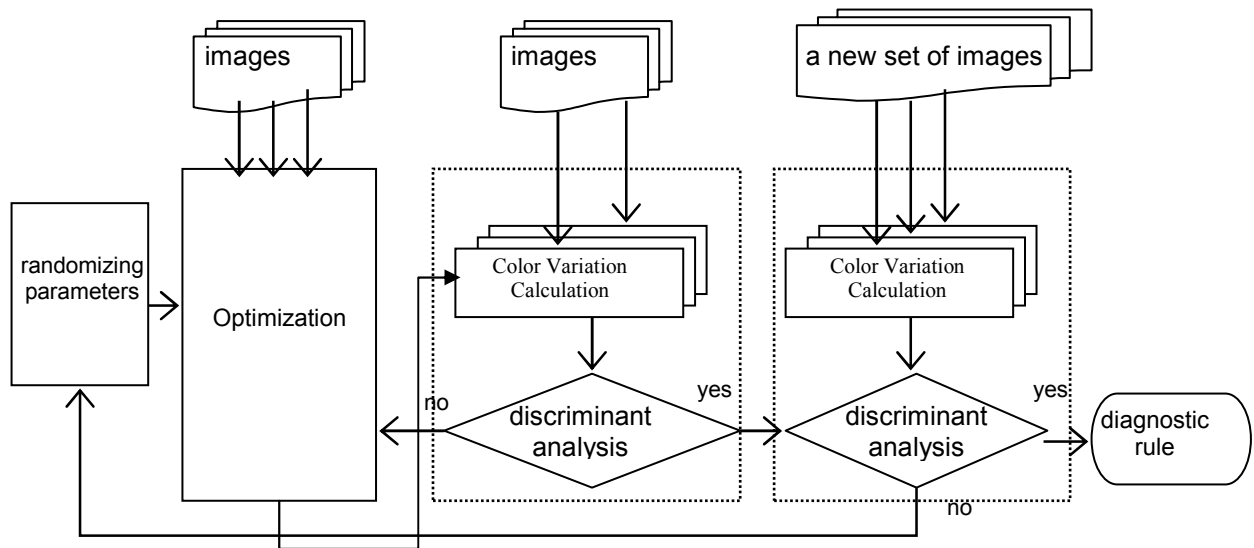 images
images
a new set of images
randomizing
parameters
Optimization
Color Variation
Calculation
Color Variation
Calculation
no
discriminant
analysis
yes
discriminant
analysis
yes
no
diagnostic
rule